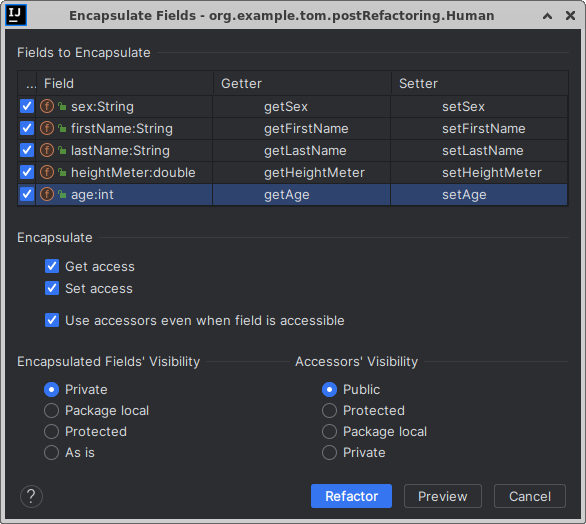 IJ Encapsulate Fields - org.example.tom.postRefactoring.Human
Fields to Encapsulate
... Field Getter Setter
f sex:String getSex setSex
f firstName:String getFirstName setFirstName
f lastName:String getLastName setLastName
f heightMeter:double getHeightMeter setHeightMeter
f age:int getAge setAge
Encapsulate
Get access
Set access
Use accessors even when field is accessible
Encapsulated Fields' Visibility Accessors' Visibility
Private Public
Package local Protected
Protected Package local
As is Private
? Refactor Preview Cancel